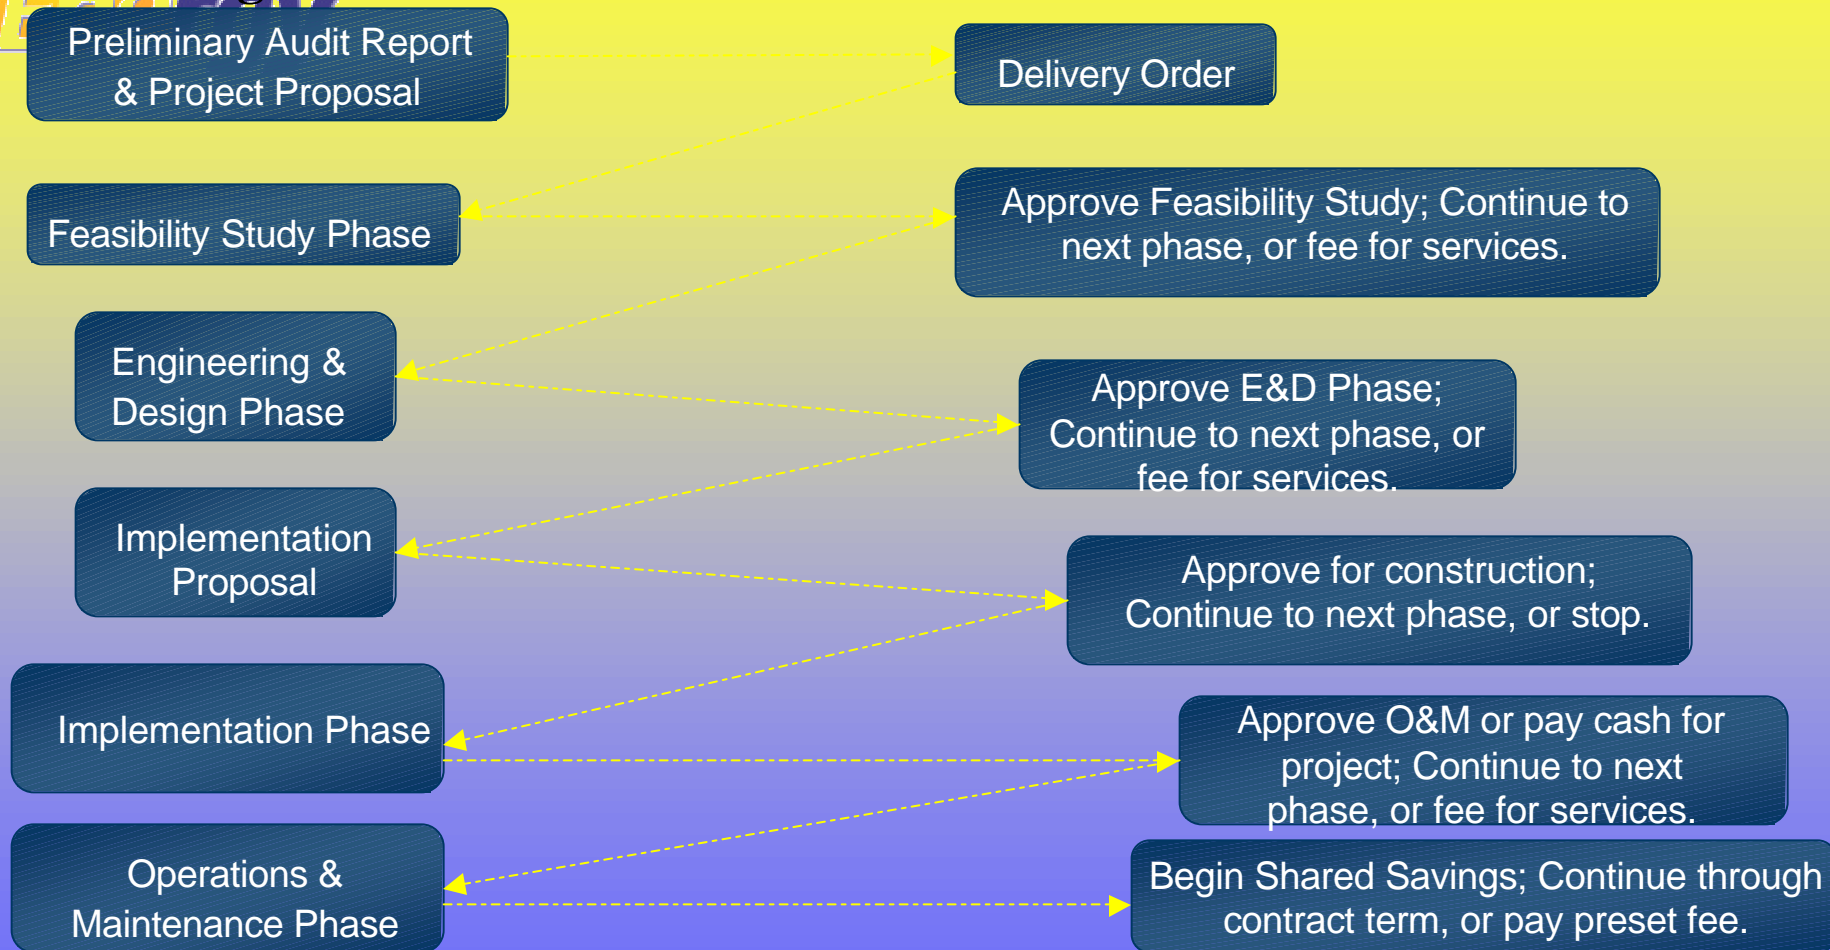 Preliminary Audit Report
& Project Proposal
Delivery Order
Feasibility Study Phase
Approve Feasibility Study; Continue to
next phase, or fee for services.
Engineering &
Design Phase
Approve E&D Phase;
Continue to next phase, or
fee for services.
Implementation
Proposal
Approve for construction;
Continue to next phase, or stop.
Implementation Phase
Approve O&M or pay cash for
project; Continue to next
phase, or fee for services.
Operations &
Maintenance Phase
Begin Shared Savings; Continue through
contract term, or pay preset fee.